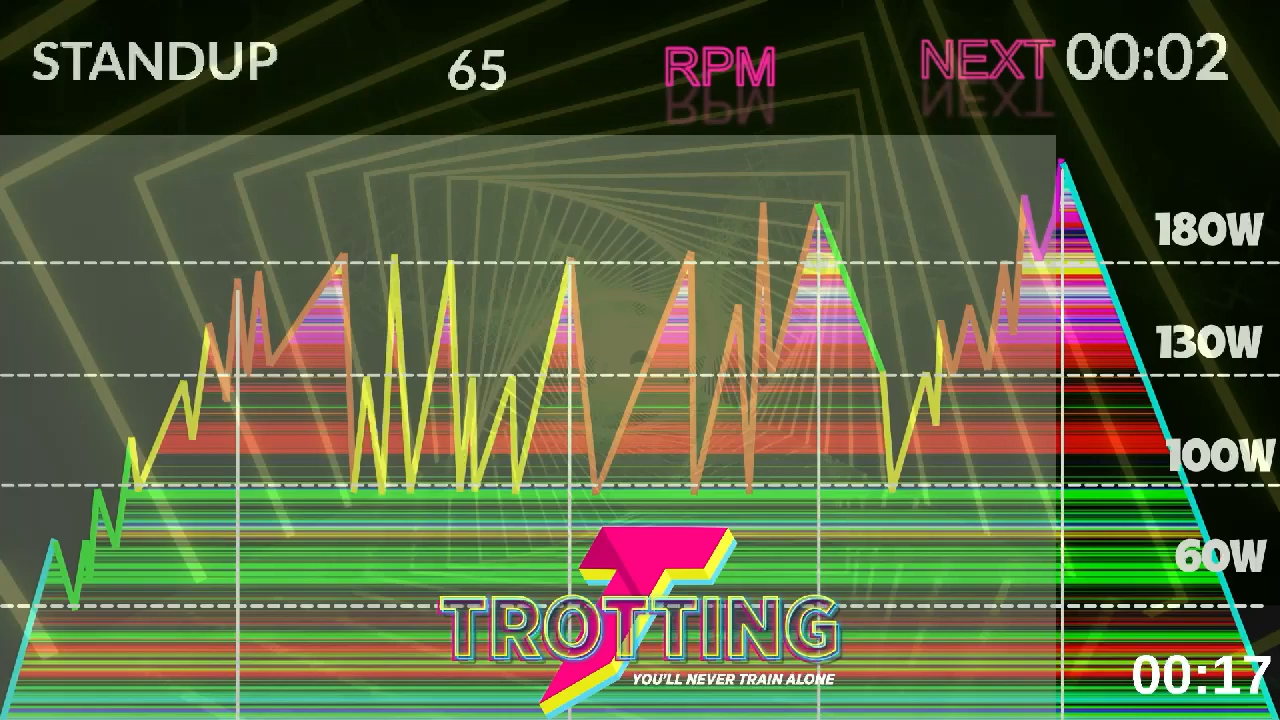 STANDUP 65 RPM NEXT 00:02
180W
130W
100W
60W
TROTTING
YOU'LL NEVER TRAIN ALONE
00:17